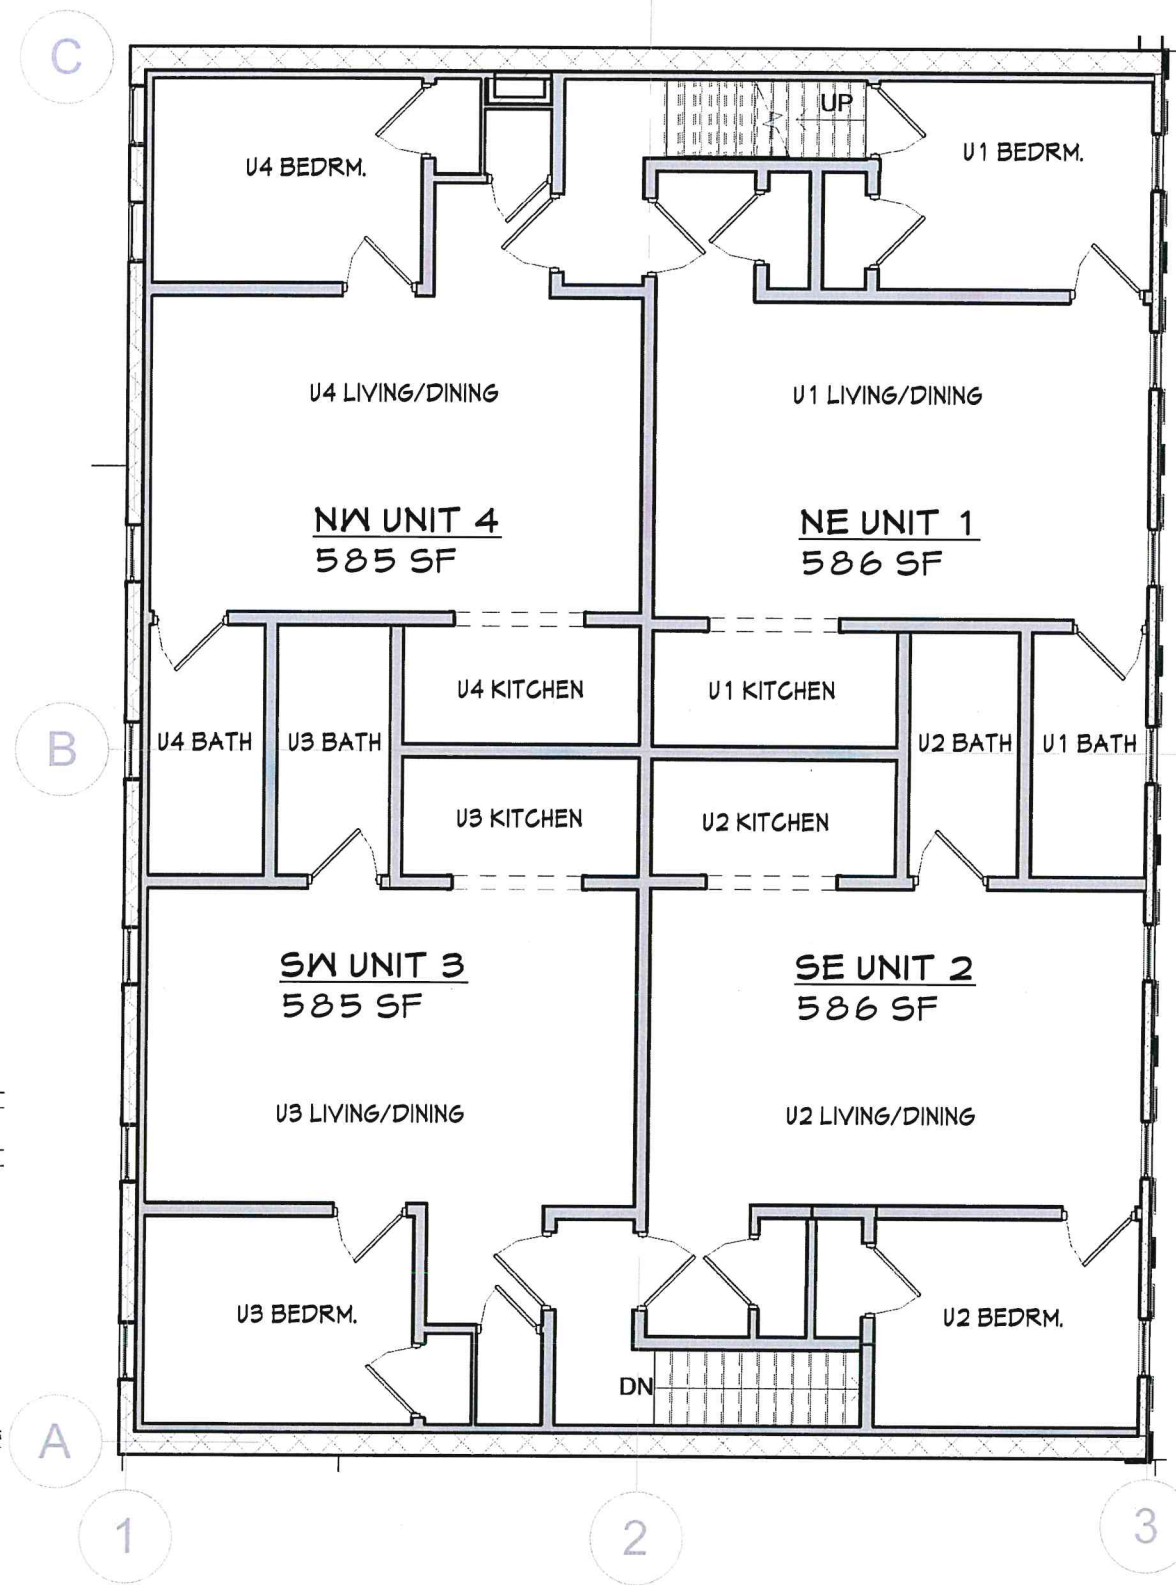 C
UP
U4 BEDRM.
U1 BEDRM.
U4 LIVING/DINING
U1 LIVING/DINING
NW UNIT 4
585 SF
NE UNIT 1
586 SF
U4 KITCHEN
U1 KITCHEN
B
U4 BATH
U3 BATH
U2 BATH
U1 BATH
U3 KITCHEN
U2 KITCHEN
SW UNIT 3
585 SF
SE UNIT 2
586 SF
U3 LIVING/DINING
U2 LIVING/DINING
U3 BEDRM.
U2 BEDRM.
DN
A
1
2
3